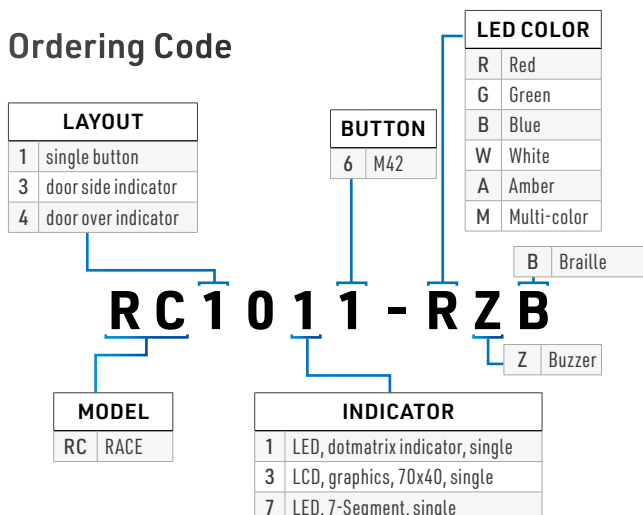 Ordering Code
LED COLOR
R Red
G Green
B Blue
W White
A Amber
M Multi-color
LAYOUT
1 single button
3 door side indicator
4 door over indicator
BUTTON
6 M42
B Braille
RC1011-RZB
Z Buzzer
MODEL
RC RACE
INDICATOR
1 LED, dotmatrix indicator, single
3 LCD, graphics, 70x40, single
7 LED, 7-Segment, single